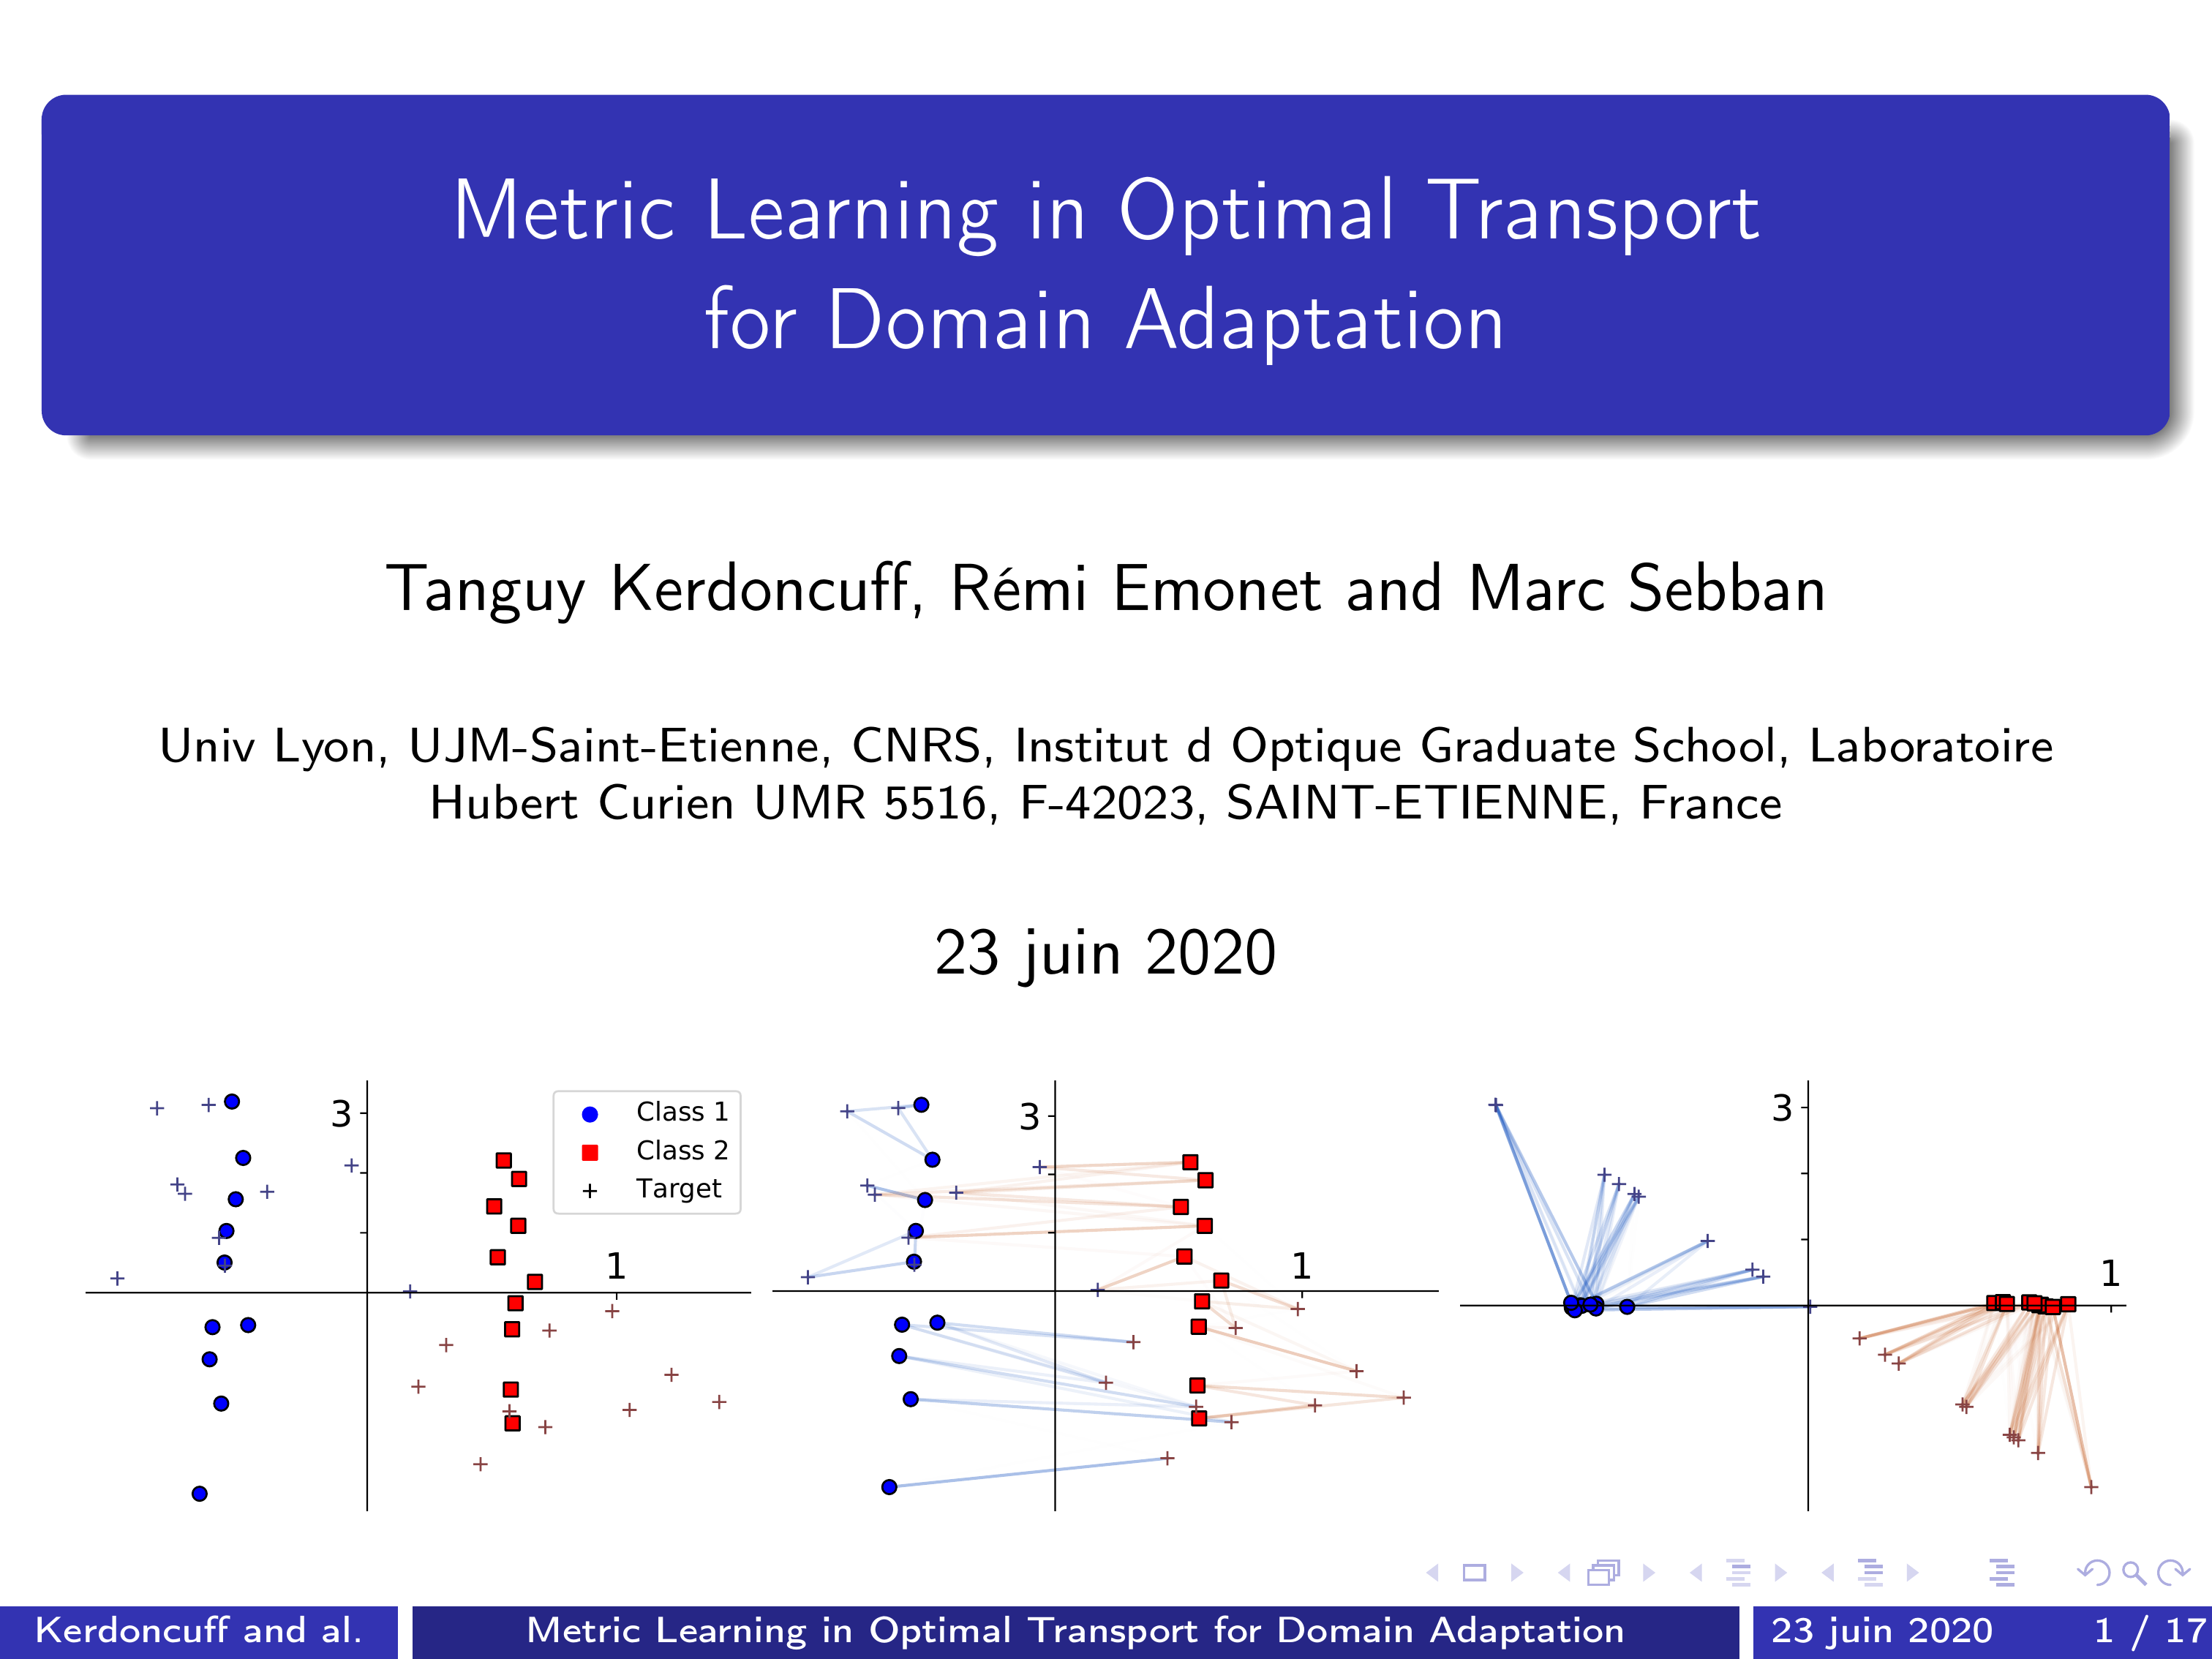 Metric Learning in Optimal Transport
for Domain Adaptation
Tanguy Kerdoncuff, Rémi Emonet and Marc Sebban
Univ Lyon, UJM-Saint-Etienne, CNRS, Institut d Optique Graduate School, Laboratoire
Hubert Curien UMR 5516, F-42023, SAINT-ETIENNE, France
23 juin 2020
3
1
Class 1
Class 2
Target
3
1
3
1
Kerdoncuff and al.
Metric Learning in Optimal Transport for Domain Adaptation
23 juin 2020
1 / 17